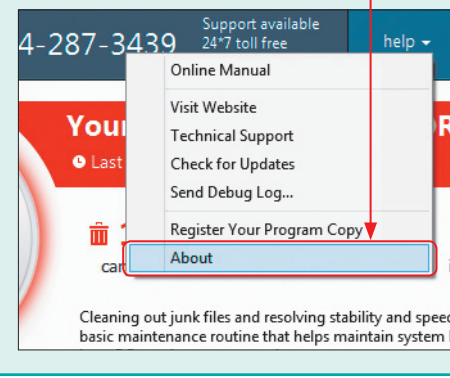 4-287-3439
Support available
24*7 toll free
help
Online Manual
Visit Website
Technical Support
Check for Updates
Send Debug Log...
Register Your Program Copy
About
Your
Last
Cleaning out junk files and resolving stability and
basic maintenance routine that helps maintain system